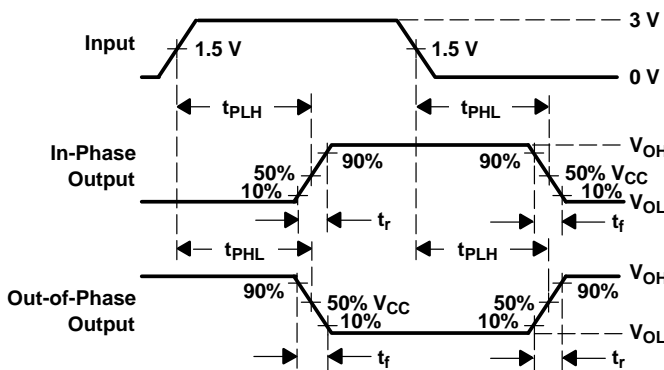 3 V
Input
1.5 V
1.5 V
0 V
tPLH
tPHL
In-Phase
Output
VOH
90%
90%
50%
50% VCC
10%
10%
VOL
tr
tf
tPHL
tPLH
Out-of-Phase
Output
VOH
90%
90%
50% VCC
50%
10%
10%
VOL
tf
tr